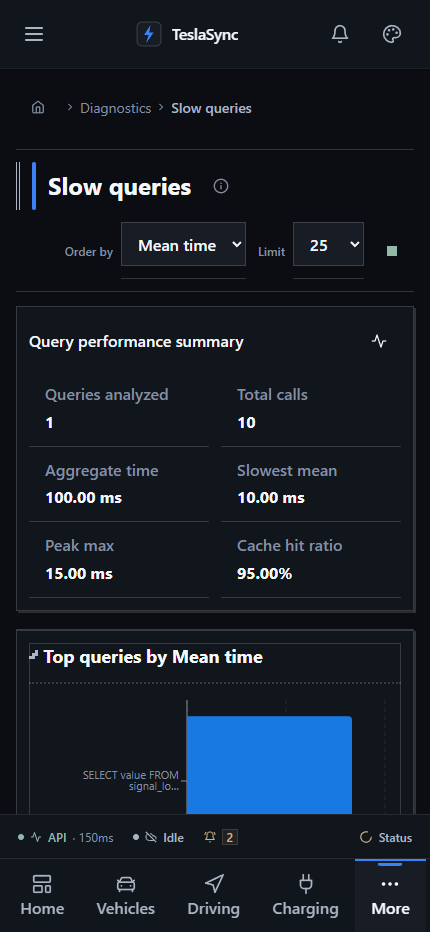 TeslaSync
Diagnostics
Slow queries
Slow queries
Order by
Mean time
Limit
25
Query performance summary
Queries analyzed
Total calls
1
10
Aggregate time
Slowest mean
100.00 ms
10.00 ms
Peak max
Cache hit ratio
15.00 ms
95.00%
Top queries by Mean time
SELECT value FROM
signal_lo...
API · 150ms
Idle
2
Status
Home
Vehicles
Driving
Charging
More